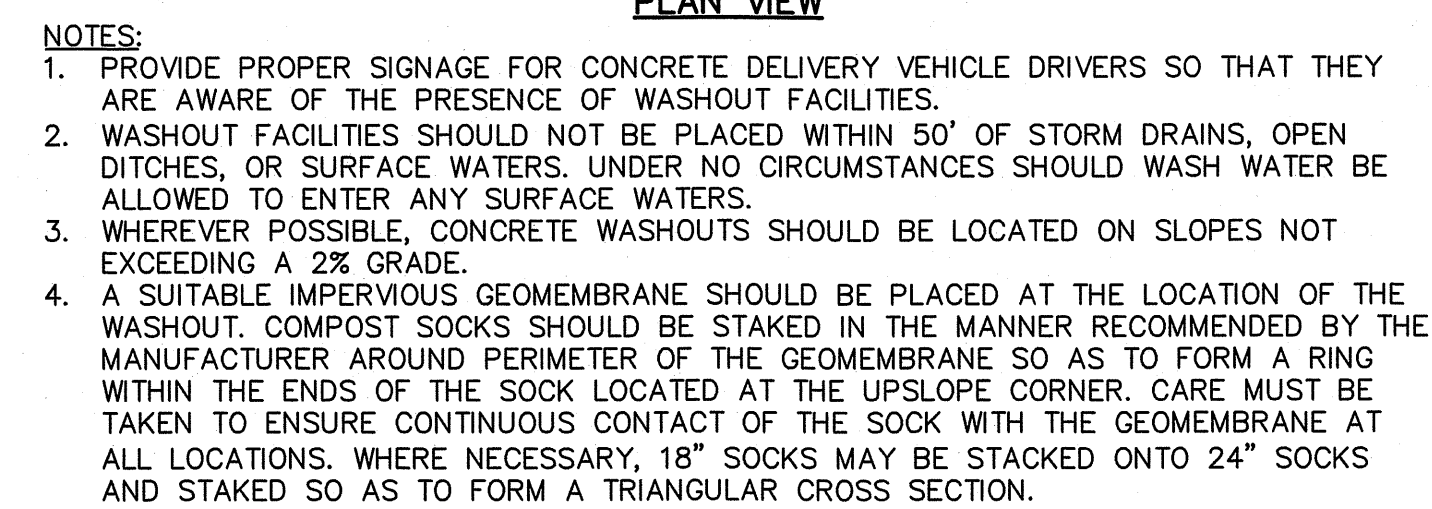 PLAN VIEW
NOTES:
1. PROVIDE PROPER SIGNAGE FOR CONCRETE DELIVERY VEHICLE DRIVERS SO THAT THEY
ARE AWARE OF THE PRESENCE OF WASHOUT FACILITIES.
2. WASHOUT FACILITIES SHOULD NOT BE PLACED WITHIN 50' OF STORM DRAINS, OPEN
DITCHES, OR SURFACE WATERS. UNDER NO CIRCUMSTANCES SHOULD WASH WATER BE
ALLOWED TO ENTER ANY SURFACE WATERS.
3. WHEREVER POSSIBLE, CONCRETE WASHOUTS SHOULD BE LOCATED ON SLOPES NOT
EXCEEDING A 2% GRADE.
4. A SUITABLE IMPERVIOUS GEOMEMBRANE SHOULD BE PLACED AT THE LOCATION OF THE
WASHOUT. COMPOST SOCKS SHOULD BE STAKED IN THE MANNER RECOMMENDED BY THE
MANUFACTURER AROUND PERIMETER OF THE GEOMEMBRANE SO AS TO FORM A RING
WITHIN THE ENDS OF THE SOCK LOCATED AT THE UPSLOPE CORNER. CARE MUST BE
TAKEN TO ENSURE CONTINUOUS CONTACT OF THE SOCK WITH THE GEOMEMBRANE AT
ALL LOCATIONS. WHERE NECESSARY, 18" SOCKS MAY BE STACKED ONTO 24" SOCKS
AND STAKED SO AS TO FORM A TRIANGULAR CROSS SECTION.